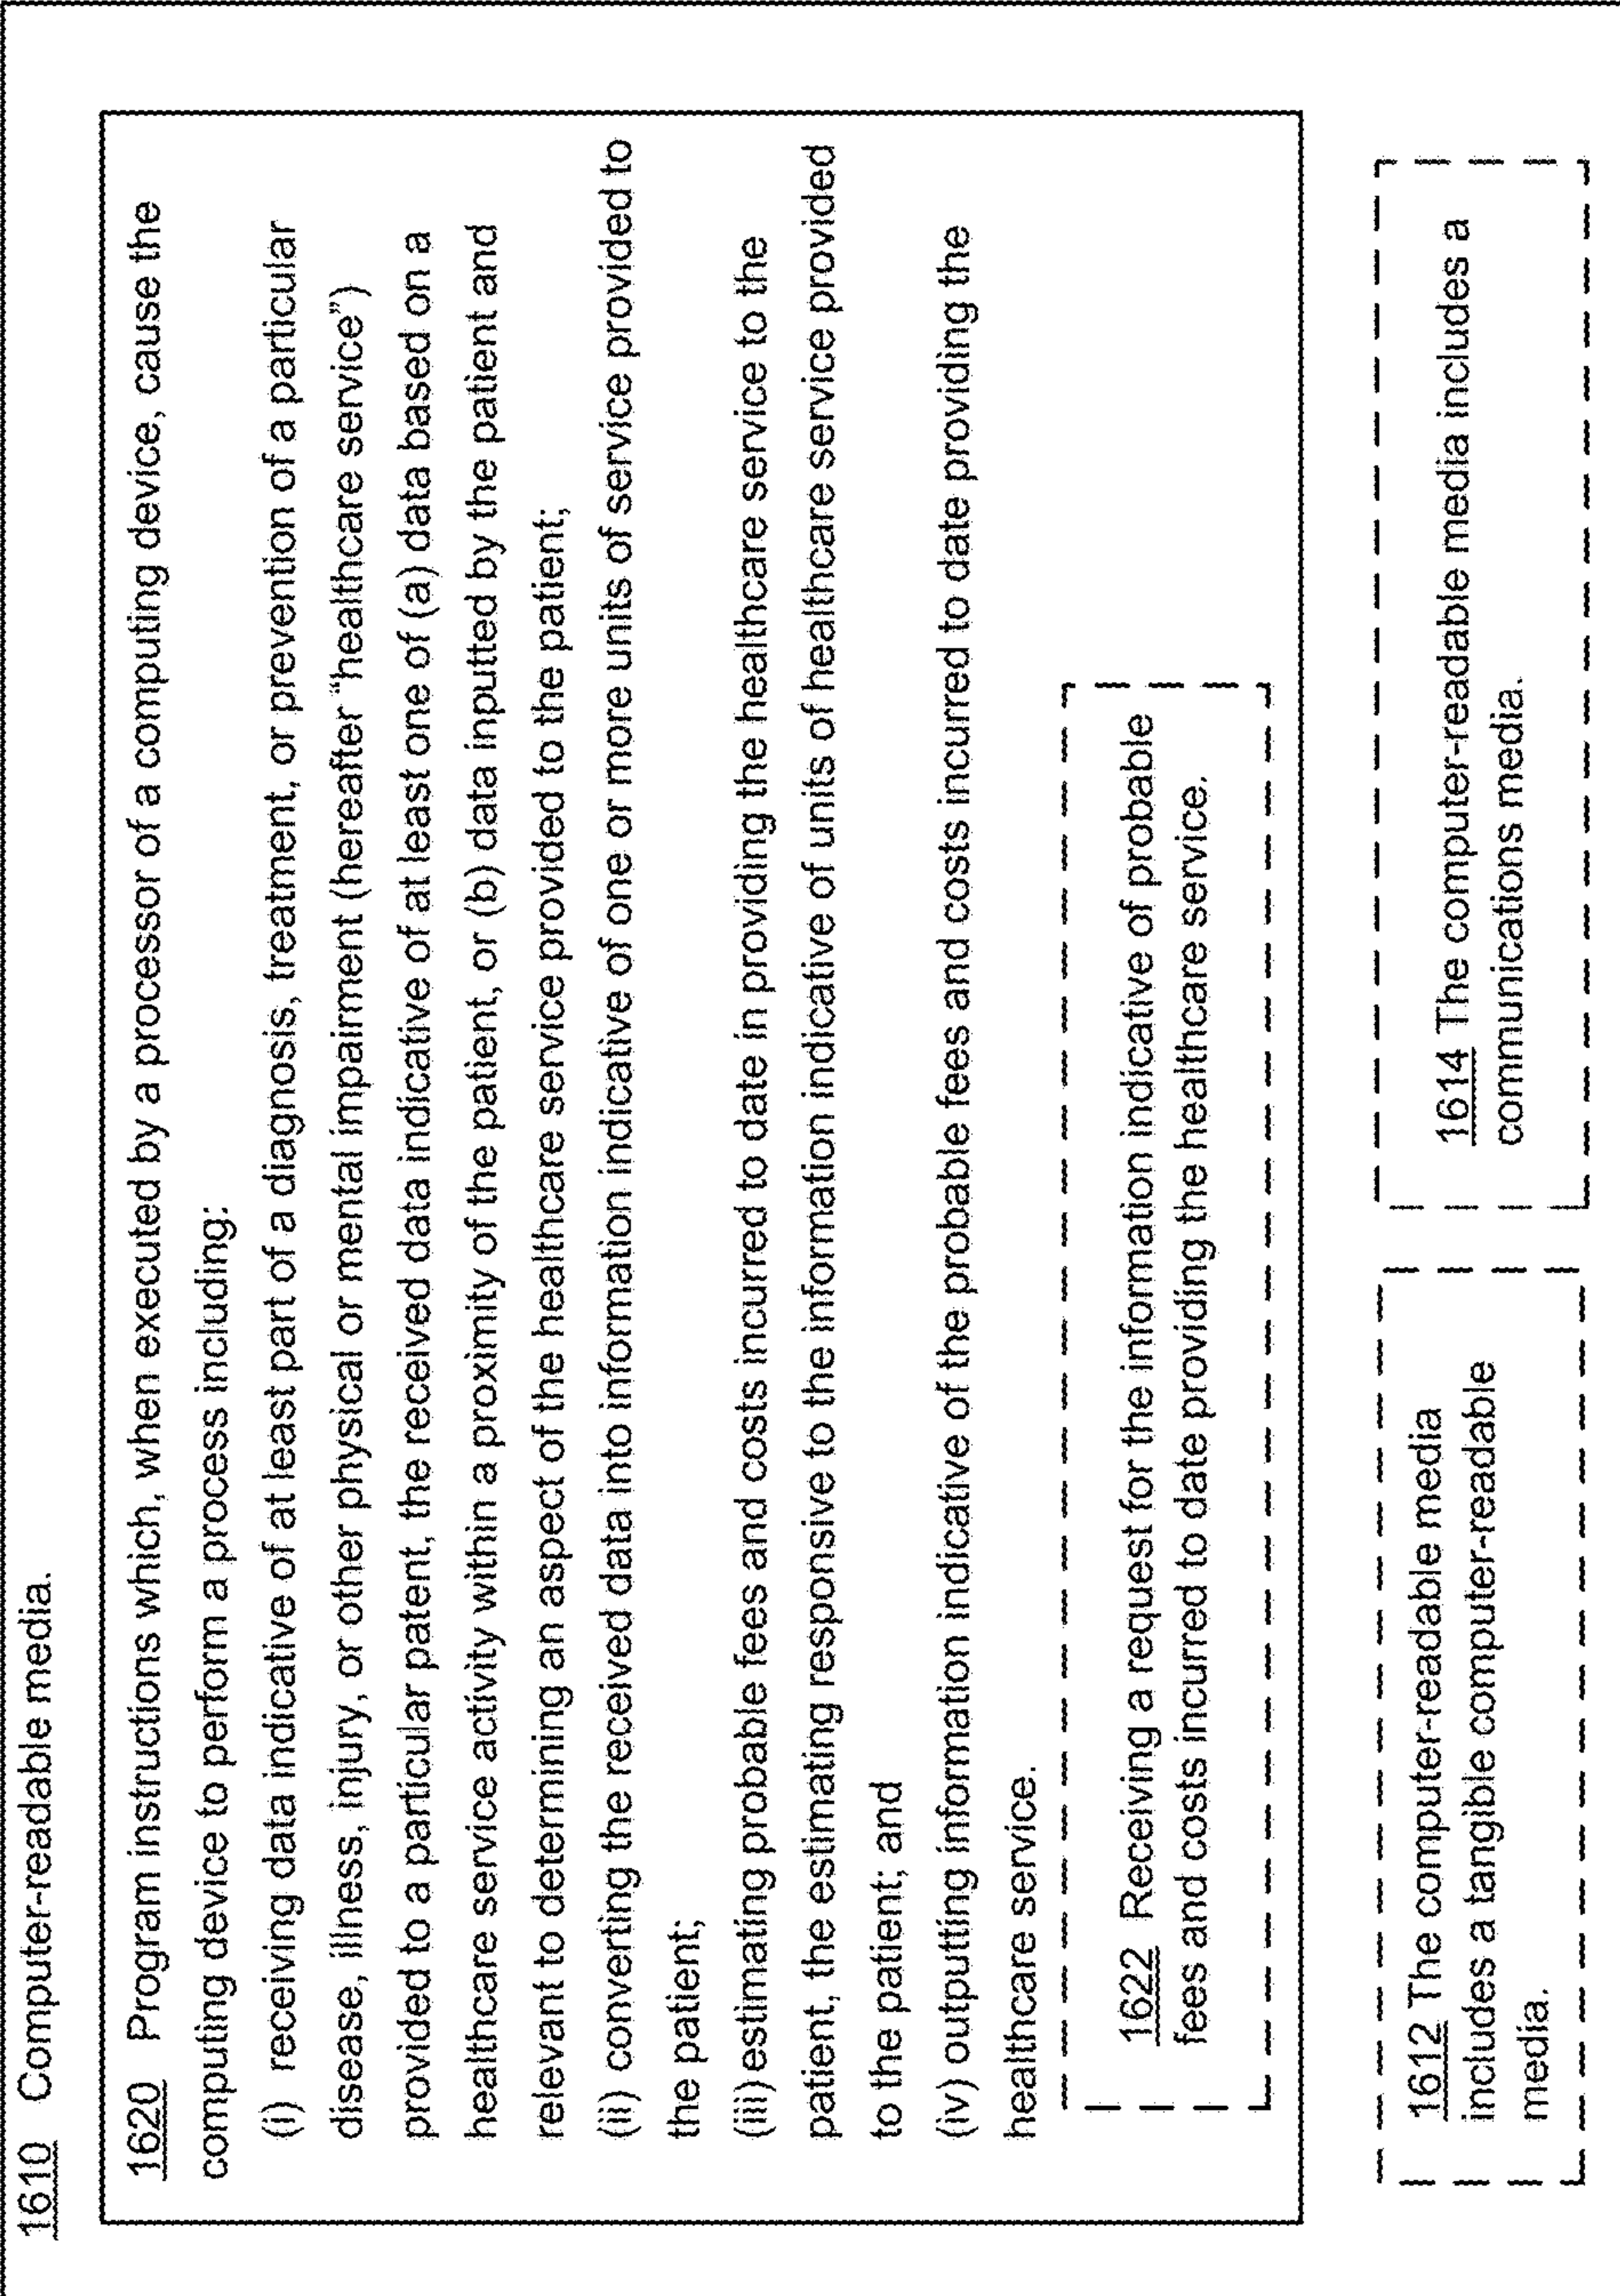 1610 Computer-readable media.
1620 Program instructions which, when executed by a processor of a computing device, cause the
computing device to perform a process including:
(i) receiving data indicative of at least part of a diagnosis, treatment, or prevention of a particular
disease, illness, injury, or other physical or mental impairment (hereafter “healthcare service”)
provided to a particular patent, the received data indicative of at least one of (a) data based on a
healthcare service activity within a proximity of the patient, or (b) data inputted by the patient and
relevant to determining an aspect of the healthcare service provided to the patient;
(ii) converting the received data into information indicative of one or more units of service provided to
the patient;
(iii) estimating probable fees and costs incurred to date in providing the healthcare service to the
patient, the estimating responsive to the information indicative of units of healthcare service provided
to the patient; and
(iv) outputting information indicative of the probable fees and costs incurred to date providing the
healthcare service.
1622 Receiving a request for the information indicative of probable
fees and costs incurred to date providing the healthcare service.
1612 The computer-readable media
includes a tangible computer-readable
media.
1614 The computer-readable media includes a
communications media.